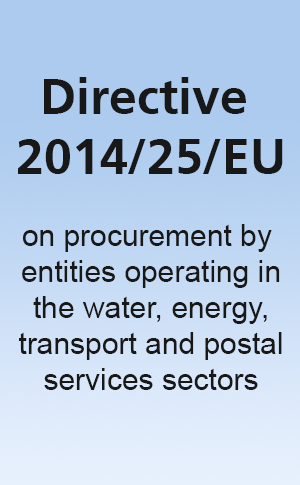 Directive
2014/25/EU
on procurement by
entities operating in
the water, energy,
transport and postal
services sectors